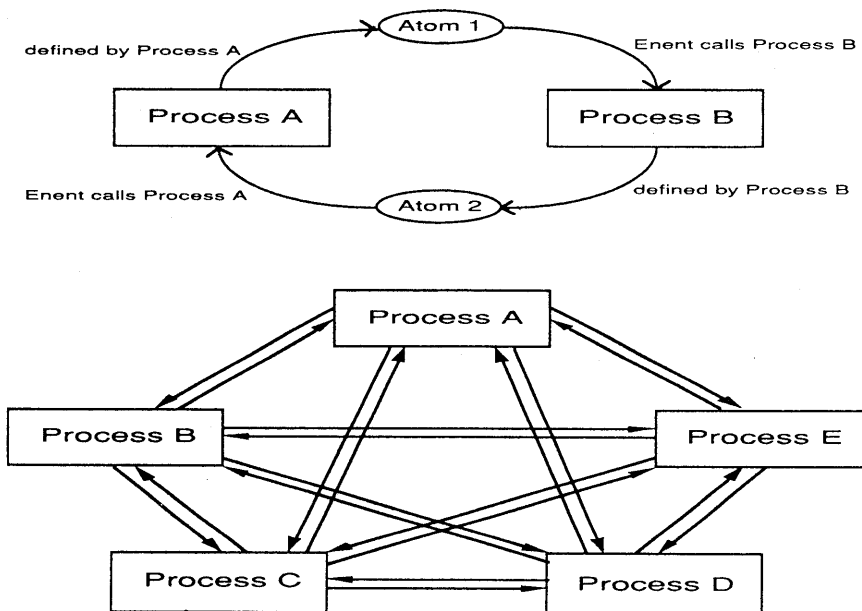 Atom 1
defined by Process A
Enent calls Process B
Process A
Process B
Enent calls Process A
defined by Process B
Atom 2
Process A
Process B
Process E
Process C
Process D